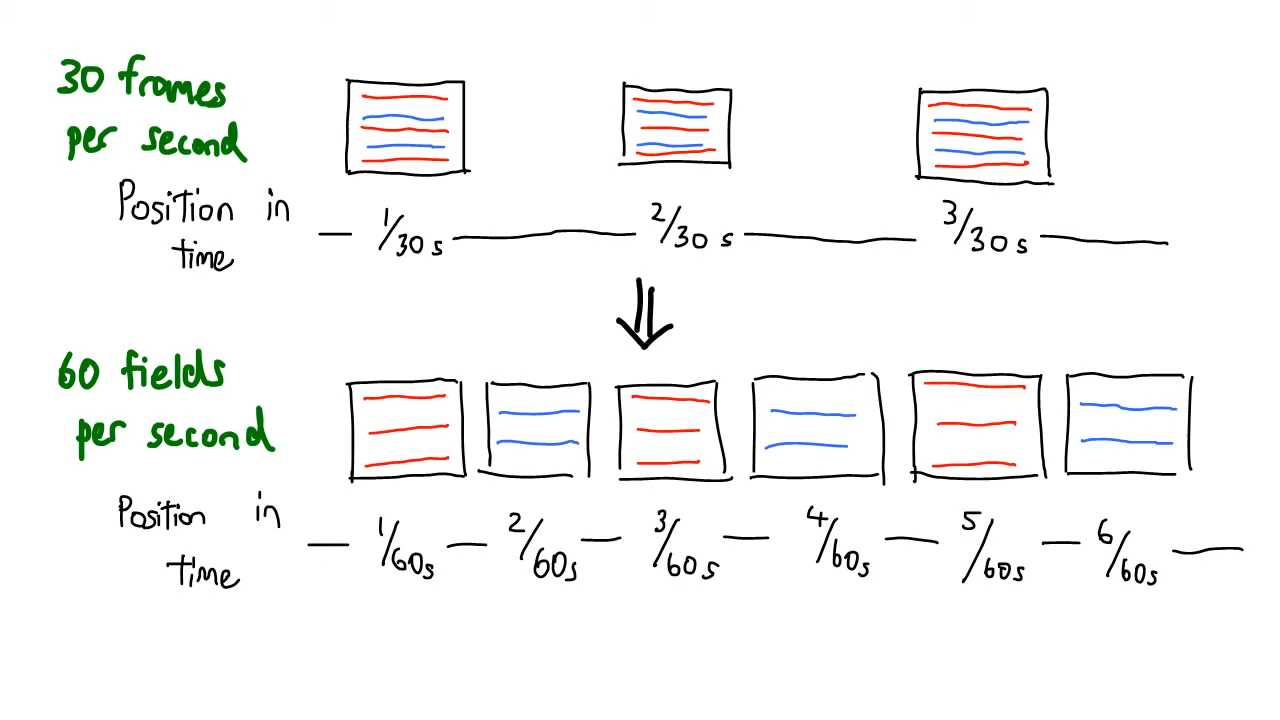 30 frames
per second
Position in
time
1/30 s
2/30 s
3/30 s
60 fields
per second
Position in
time
1/60s
2/60s
3/60s
4/60s
5/60s
6/60s